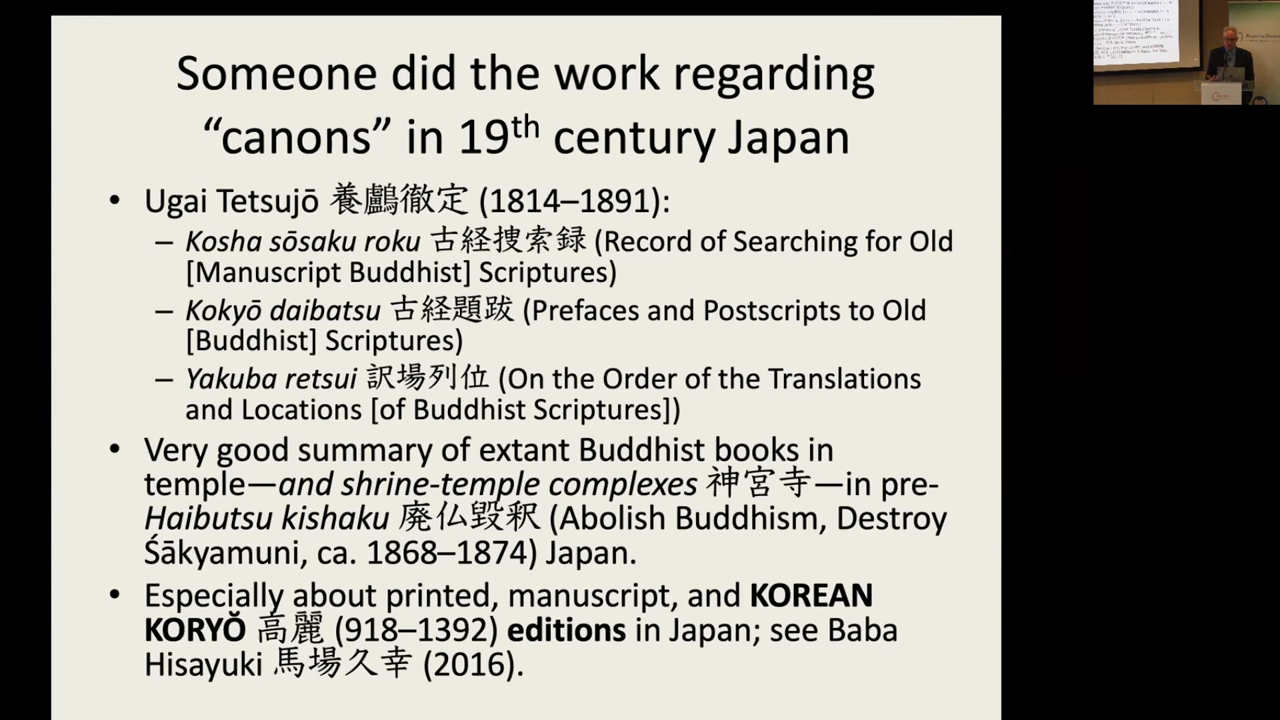 Someone did the work regarding
“canons” in 19th century Japan
• Ugai Tetsujō 養鸕徹定 (1814–1891):
– Kosha sōsaku roku 古経捜索録 (Record of Searching for Old
[Manuscript Buddhist] Scriptures)
– Kokyō daibatsu 古経題跋 (Prefaces and Postscripts to Old
[Buddhist] Scriptures)
– Yakuba retsui 訳場列位 (On the Order of the Translations
and Locations [of Buddhist Scriptures])
• Very good summary of extant Buddhist books in
temple—and shrine-temple complexes 神宮寺—in pre-
Haibutsu kishaku 廃仏毀釈 (Abolish Buddhism, Destroy
Śākyamuni, ca. 1868–1874) Japan.
• Especially about printed, manuscript, and KOREAN
KORYŎ 高麗 (918–1392) editions in Japan; see Baba
Hisayuki 馬場久幸 (2016).